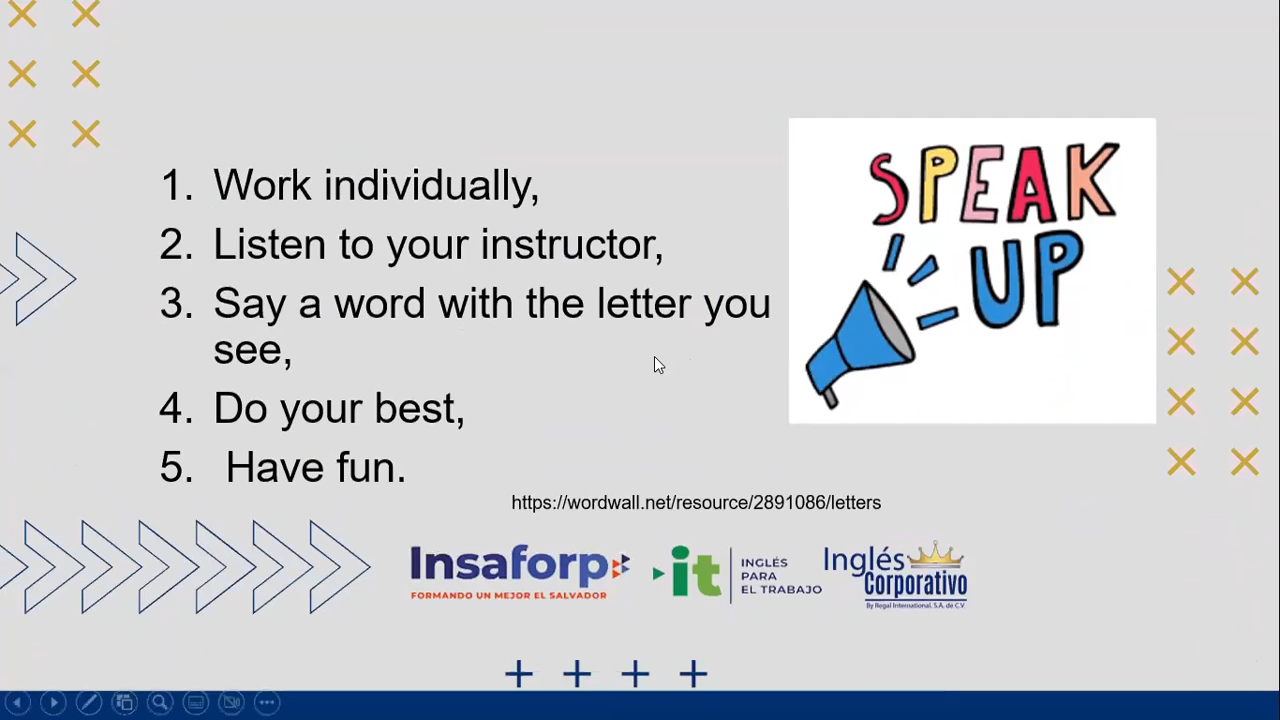 1. Work individually,
2. Listen to your instructor,
3. Say a word with the letter you
see,
4. Do your best,
5. Have fun.
SPEAK
UP
https://wordwall.net/resource/2891086/letters
Insaforp
FORMANDO UN MEJOR EL SALVADOR
it
INGLÉS
PARA
EL TRABAJO
Inglés
Corporativo
By Regal International, S.A. de C.V.